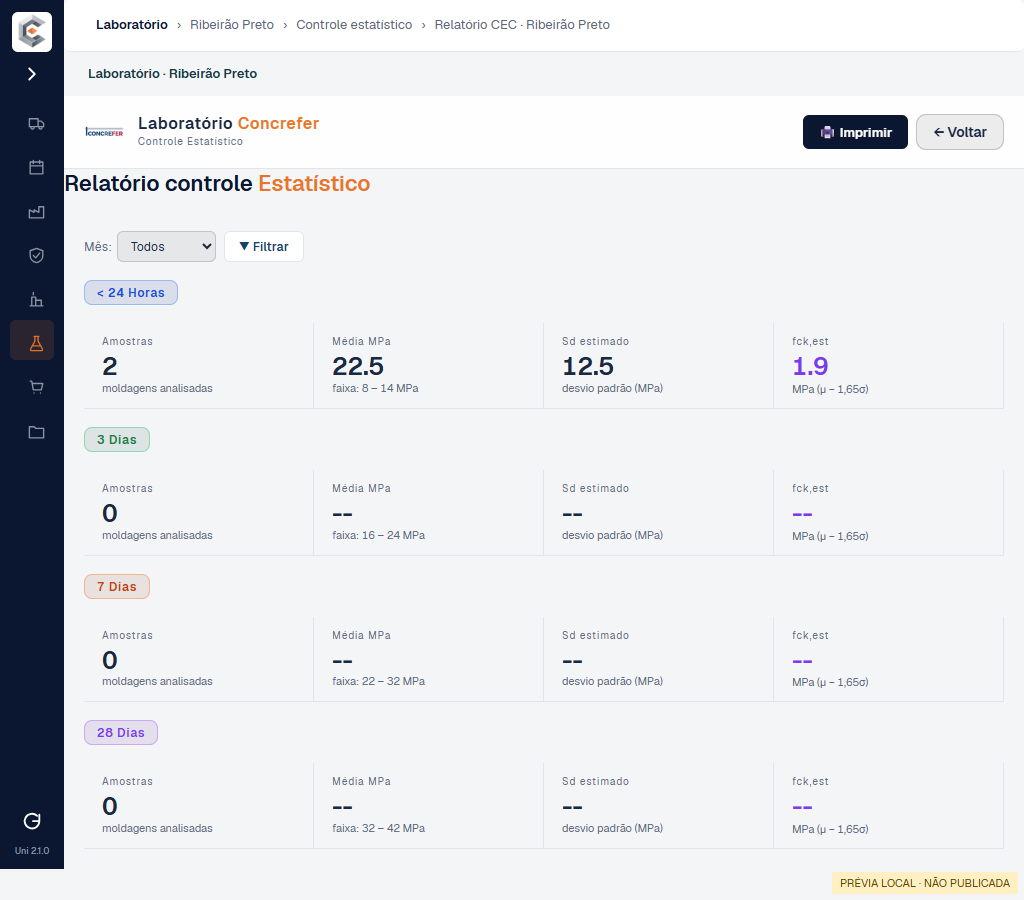 Laboratório › Ribeirão Preto › Controle estatístico › Relatório CEC · Ribeirão Preto
Laboratório · Ribeirão Preto
CONCREFER
Laboratório Concrefer
Controle Estatístico
Imprimir
← Voltar
Relatório controle Estatístico
Mês: Todos ▼ Filtrar
< 24 Horas
Amostras
2
moldagens analisadas
Média MPa
22.5
faixa: 8 – 14 MPa
Sd estimado
12.5
desvio padrão (MPa)
fck,est
1.9
MPa (μ – 1,65σ)
3 Dias
Amostras
0
moldagens analisadas
Média MPa
--
faixa: 16 – 24 MPa
Sd estimado
--
desvio padrão (MPa)
fck,est
--
MPa (μ – 1,65σ)
7 Dias
Amostras
0
moldagens analisadas
Média MPa
--
faixa: 22 – 32 MPa
Sd estimado
--
desvio padrão (MPa)
fck,est
--
MPa (μ – 1,65σ)
28 Dias
Amostras
0
moldagens analisadas
Média MPa
--
faixa: 32 – 42 MPa
Sd estimado
--
desvio padrão (MPa)
fck,est
--
MPa (μ – 1,65σ)
Uni 2.1.0
PRÉVIA LOCAL · NÃO PUBLICADA